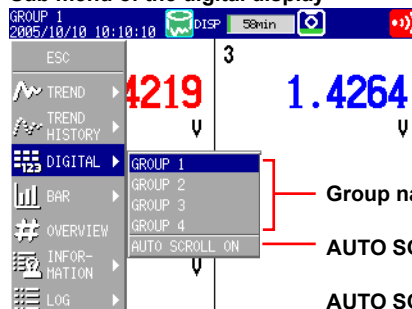 Sub menu of the digital display
GROUP 1
2005/10/10 10:10:10 DISP 58min
ESC
3
TREND
4219 1.4264
V V
TREND
HISTORY
DIGITAL
GROUP 1
GROUP 2
GROUP 3
GROUP 4
AUTO SCROLL ON
BAR
Group na
OVERVIEW
AUTO SC
INFOR-
MATION
V
LOG
AUTO SC